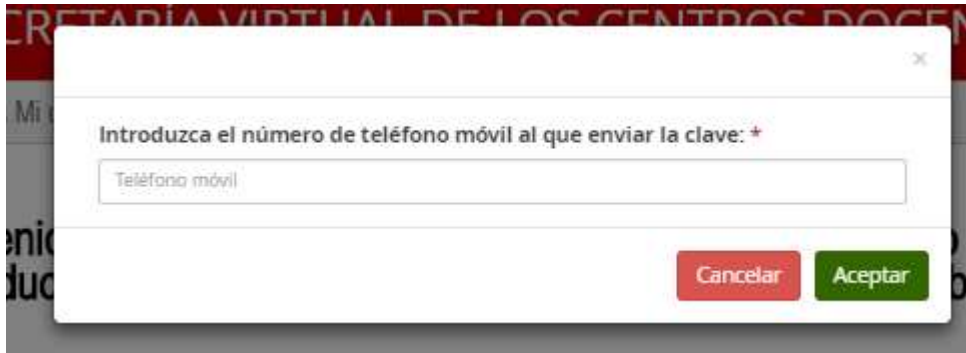 CRETARÍA VIRTUAL DE LOS CENTROS DOCEN
×
Mi
Introduzca el número de teléfono móvil al que enviar la clave: *
Teléfono móvil
Cancelar
Aceptar